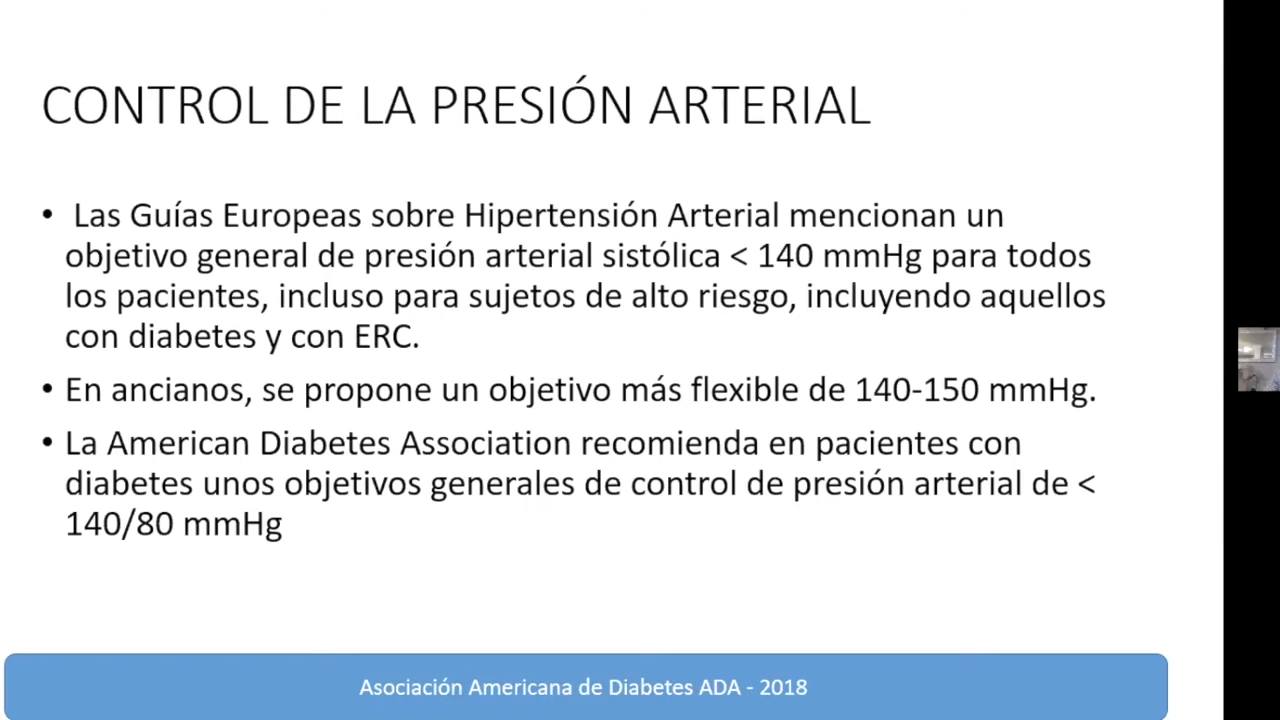 CONTROL DE LA PRESIÓN ARTERIAL
• Las Guías Europeas sobre Hipertensión Arterial mencionan un
objetivo general de presión arterial sistólica < 140 mmHg para todos
los pacientes, incluso para sujetos de alto riesgo, incluyendo aquellos
con diabetes y con ERC.
• En ancianos, se propone un objetivo más flexible de 140-150 mmHg.
• La American Diabetes Association recomienda en pacientes con
diabetes unos objetivos generales de control de presión arterial de <
140/80 mmHg
Asociación Americana de Diabetes ADA - 2018